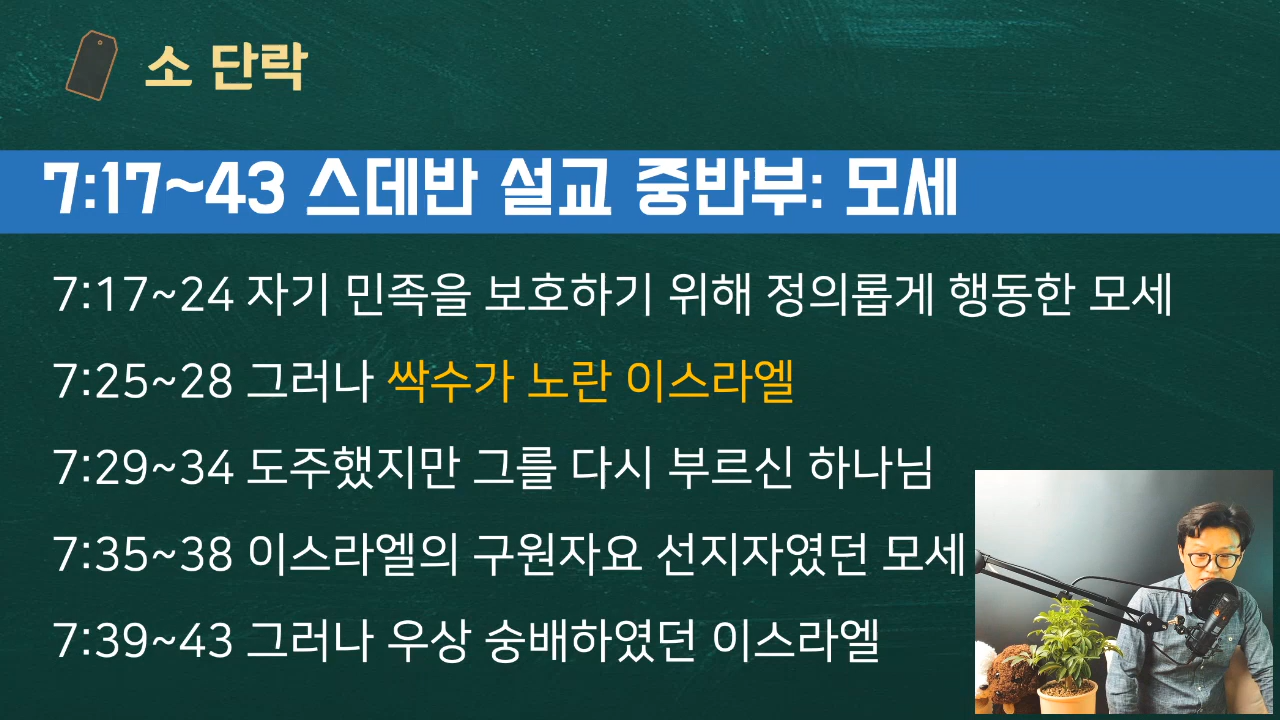 소 단락
7:17~43 스데반 설교 중반부: 모세
7:17~24 자기 민족을 보호하기 위해 정의롭게 행동한 모세
7:25~28 그러나 싹수가 노란 이스라엘
7:29~34 도주했지만 그를 다시 부르신 하나님
7:35~38 이스라엘의 구원자요 선지자였던 모세
7:39~43 그러나 우상 숭배하였던 이스라엘